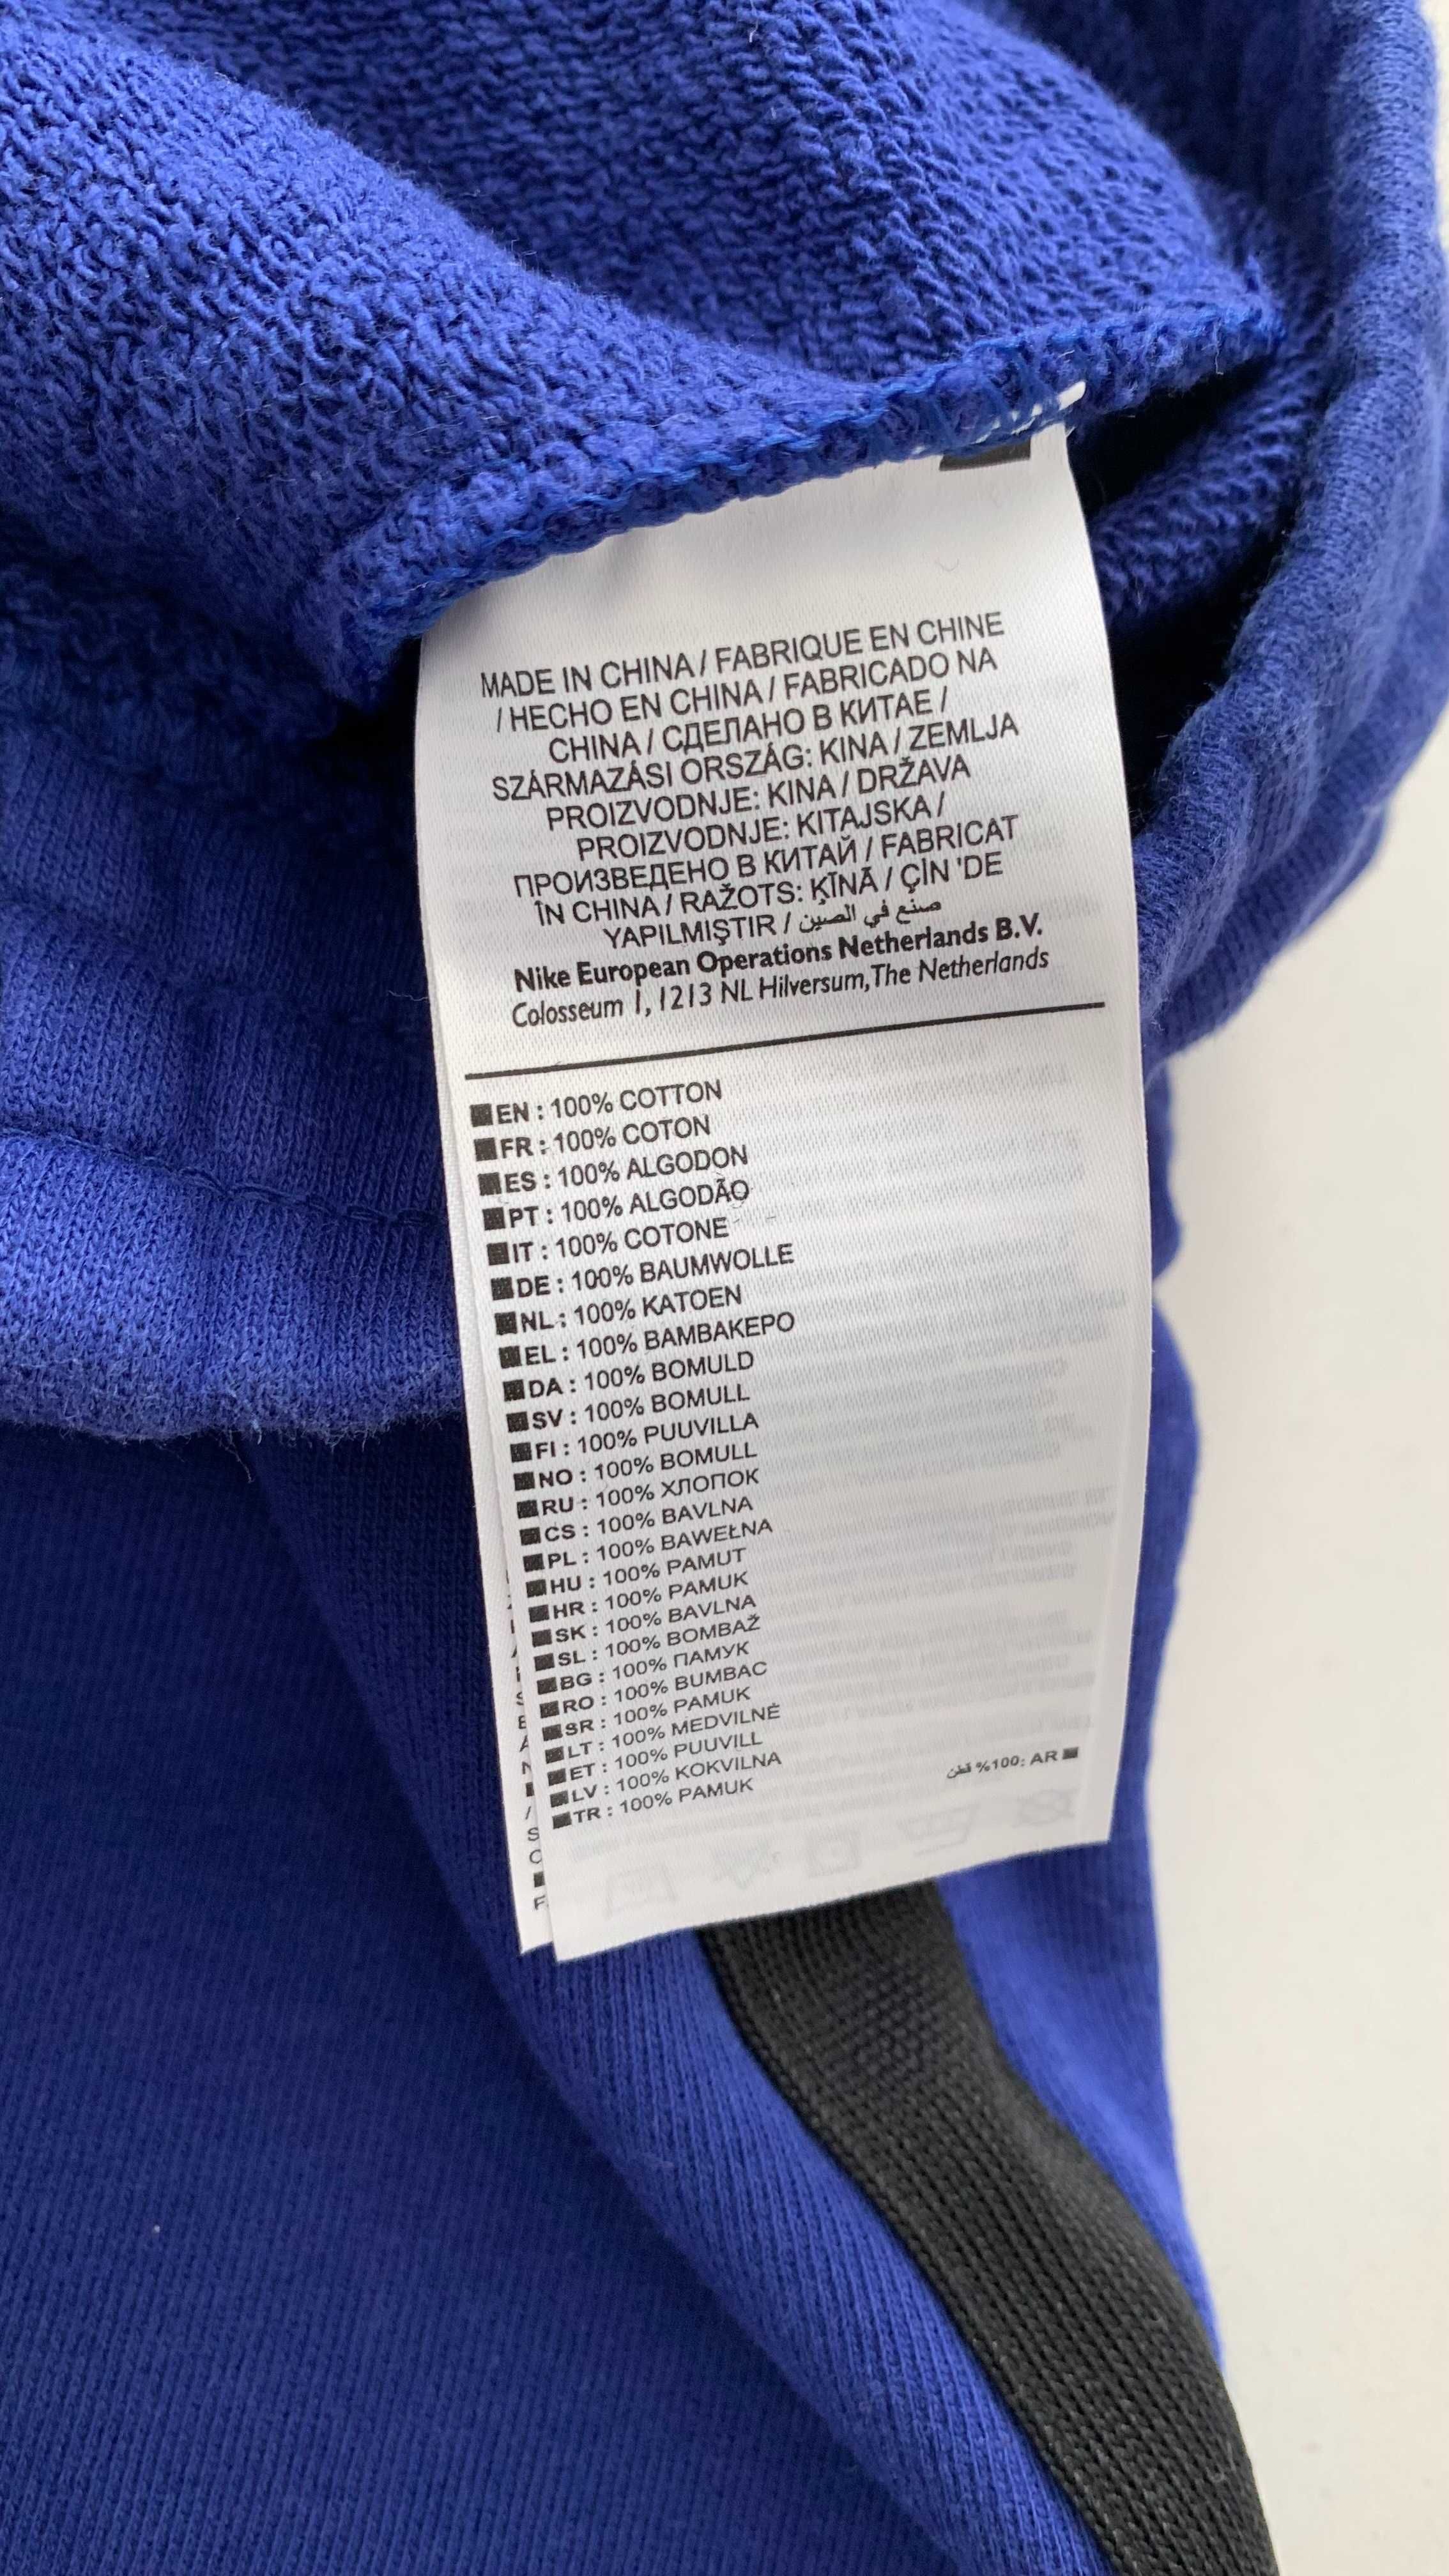 MADE IN CHINA / FABRIQUE EN CHINE
/ HECHO EN CHINA / FABRICADO NA
CHINA / СДЕЛАНО В КИТАЕ /
SZÁRMAZÁSI ORSZÁG: KINA / ZEMLJA
PROIZVODNJE: KINA / DRŽAVA
PROIZVODNJE: KITAJSKA /
ПРОИЗВЕДЕНО В КИТАЙ / FABRICAT
ÎN CHINA / RAŽOTS: ĶĪNĀ / ÇİN 'DE
YAPILMIŞTIR / صنع في الصين
Nike European Operations Netherlands B.V.
Colosseum 1, 1213 NL Hilversum, The Netherlands
EN : 100% COTTON
FR : 100% COTON
ES : 100% ALGODON
PT : 100% ALGODÃO
IT : 100% COTONE
DE : 100% BAUMWOLLE
NL : 100% KATOEN
EL : 100% BAMBAKEPO
DA : 100% BOMULD
SV : 100% BOMULL
FI : 100% PUUVILLA
NO : 100% BOMULL
RU : 100% ХЛОПОК
CS : 100% BAVLNA
PL : 100% BAWEŁNA
HU : 100% PAMUT
HR : 100% PAMUK
SK : 100% BAVLNA
SL : 100% BOMBAŽ
BG : 100% ПАМУК
RO : 100% BUMBAC
SR : 100% PAMUK
LT : 100% MEDVILNĖ
ET : 100% PUUVILL
LV : 100% KOKVILNA
TR : 100% PAMUK
قطن %100: AR